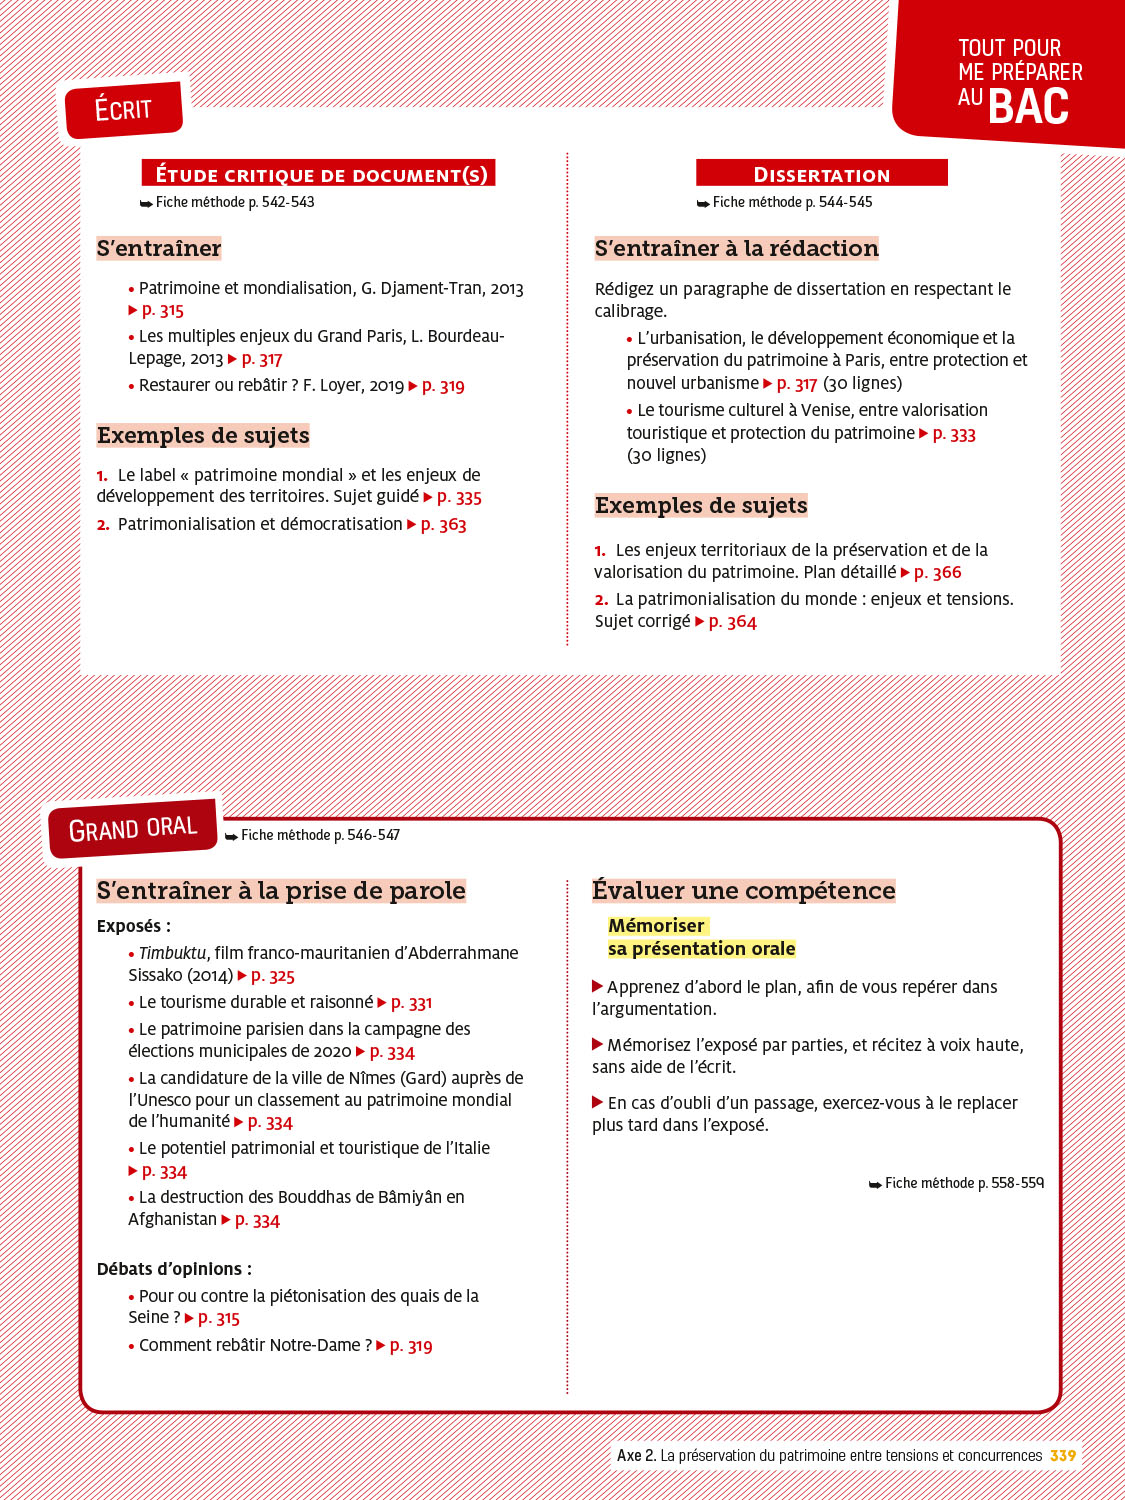 TOUT POUR
ME PRÉPARER
AU BAC
ÉCRIT
ÉTUDE CRITIQUE DE DOCUMENT(S)
➥ Fiche méthode p. 542-543
S’entraîner
• Patrimoine et mondialisation, G. Djament-Tran, 2013
▶ p. 315
• Les multiples enjeux du Grand Paris, L. Bourdeau-
Lepage, 2013 ▶ p. 317
• Restaurer ou rebâtir ? F. Loyer, 2019 ▶ p. 319
Exemples de sujets
1. Le label « patrimoine mondial » et les enjeux de
développement des territoires. Sujet guidé ▶ p. 335
2. Patrimonialisation et démocratisation ▶ p. 363
DISSERTATION
➥ Fiche méthode p. 544-545
S’entraîner à la rédaction
Rédigez un paragraphe de dissertation en respectant le
calibrage.
• L’urbanisation, le développement économique et la
préservation du patrimoine à Paris, entre protection et
nouvel urbanisme ▶ p. 317 (30 lignes)
• Le tourisme culturel à Venise, entre valorisation
touristique et protection du patrimoine ▶ p. 333
(30 lignes)
Exemples de sujets
1. Les enjeux territoriaux de la préservation et de la
valorisation du patrimoine. Plan détaillé ▶ p. 366
2. La patrimonialisation du monde : enjeux et tensions.
Sujet corrigé ▶ p. 364
GRAND ORAL
➥ Fiche méthode p. 546-547
S’entraîner à la prise de parole
Exposés :
• Timbuktu, film franco-mauritanien d’Abderrahmane
Sissako (2014) ▶ p. 325
• Le tourisme durable et raisonné ▶ p. 331
• Le patrimoine parisien dans la campagne des
élections municipales de 2020 ▶ p. 334
• La candidature de la ville de Nîmes (Gard) auprès de
l’Unesco pour un classement au patrimoine mondial
de l’humanité ▶ p. 334
• Le potentiel patrimonial et touristique de l’Italie
▶ p. 334
• La destruction des Bouddhas de Bâmiyân en
Afghanistan ▶ p. 334
Débats d’opinions :
• Pour ou contre la piétonisation des quais de la
Seine ? ▶ p. 315
• Comment rebâtir Notre-Dame ? ▶ p. 319
Évaluer une compétence
Mémoriser
sa présentation orale
▶ Apprenez d’abord le plan, afin de vous repérer dans
l’argumentation.
▶ Mémorisez l’exposé par parties, et récitez à voix haute,
sans aide de l’écrit.
▶ En cas d’oubli d’un passage, exercez-vous à le replacer
plus tard dans l’exposé.
➥ Fiche méthode p. 558-559
Axe 2. La préservation du patrimoine entre tensions et concurrences 339